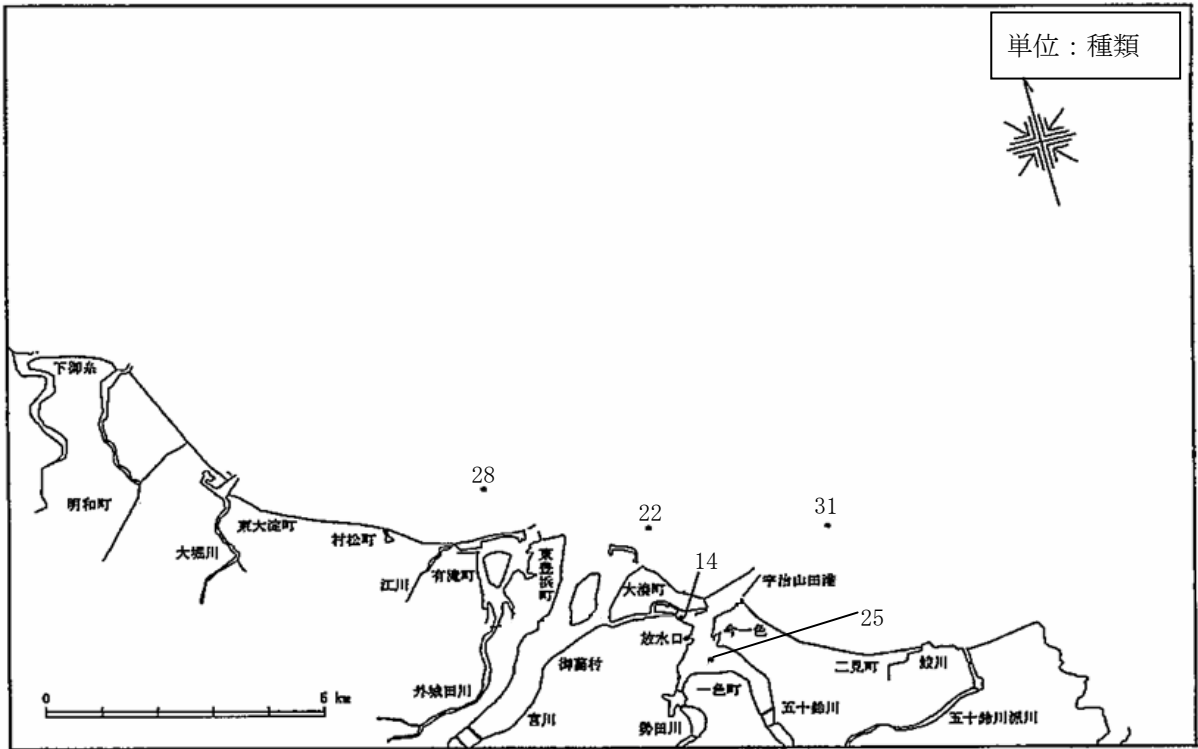 単位：種類
下御糸
明和町
28
22
31
東大淀町
村松町
大堀川
江川
有滝町
東豊浜町
大湊町
14
宇治山田港
放水口
今一色
25
御薗村
二見町
鮫川
外城田川
宮川
一色町
勢田川
五十鈴川
五十鈴川派川
0
6 km